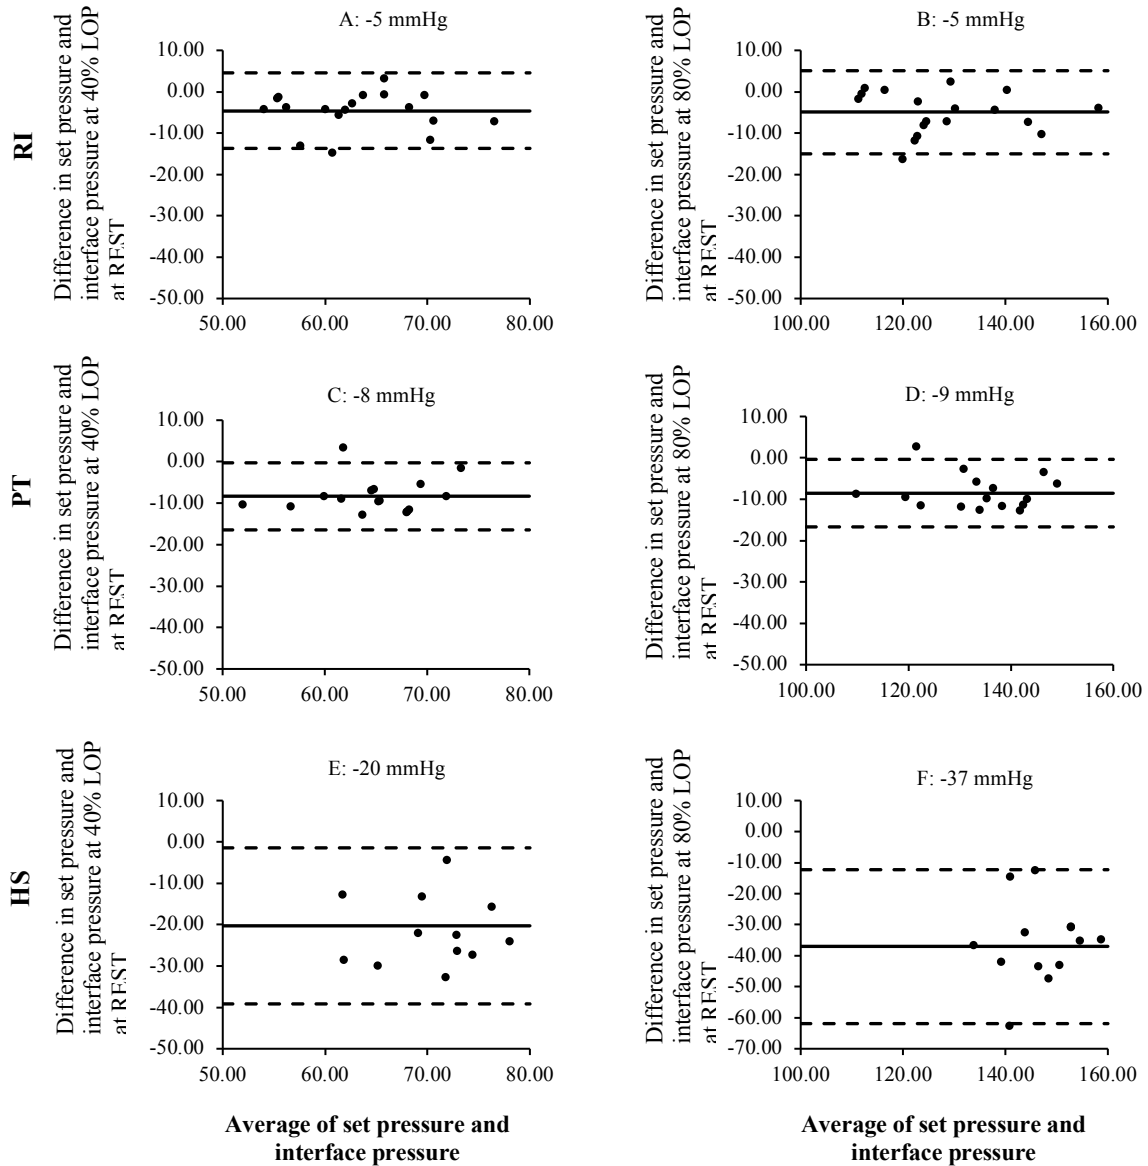 RI
A: -5 mmHg
Difference in set pressure and
interface pressure at 40% LOP
at REST
10.00
0.00
-10.00
-20.00
-30.00
-40.00
-50.00
50.00 60.00 70.00 80.00
B: -5 mmHg
Difference in set pressure and
interface pressure at 80% LOP
at REST
10.00
0.00
-10.00
-20.00
-30.00
-40.00
-50.00
100.00 120.00 140.00 160.00
PT
C: -8 mmHg
Difference in set pressure and
interface pressure at 40% LOP
at REST
10.00
0.00
-10.00
-20.00
-30.00
-40.00
-50.00
50.00 60.00 70.00 80.00
D: -9 mmHg
Difference in set pressure and
interface pressure at 80% LOP
at REST
10.00
0.00
-10.00
-20.00
-30.00
-40.00
-50.00
100.00 120.00 140.00 160.00
HS
E: -20 mmHg
Difference in set pressure and
interface pressure at 40% LOP
at REST
10.00
0.00
-10.00
-20.00
-30.00
-40.00
-50.00
50.00 60.00 70.00 80.00
Average of set pressure and
interface pressure
F: -37 mmHg
Difference in set pressure and
interface pressure at 80% LOP
at REST
10.00
0.00
-10.00
-20.00
-30.00
-40.00
-50.00
-60.00
-70.00
100.00 120.00 140.00 160.00
Average of set pressure and
interface pressure